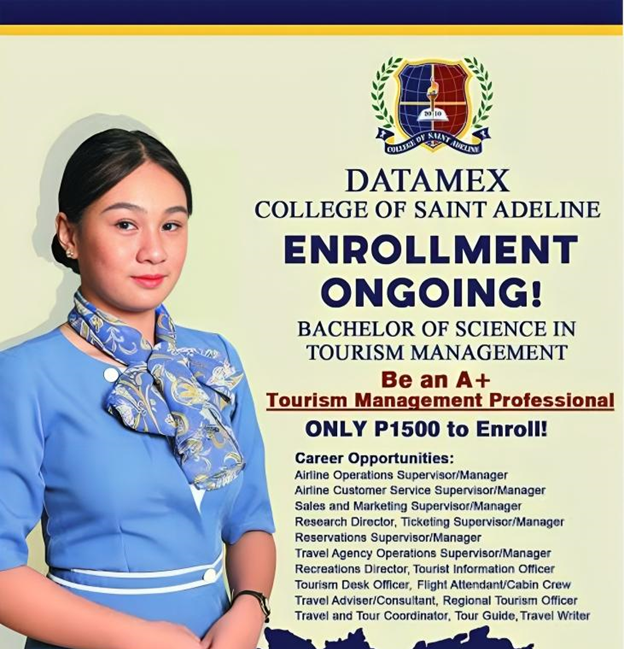 20 10
COLLEGE OF SAINT ADELINE
DATAMEX
COLLEGE OF SAINT ADELINE
ENROLLMENT
ONGOING!
BACHELOR OF SCIENCE IN
TOURISM MANAGEMENT
Be an A+
Tourism Management Professional
ONLY P1500 to Enroll!
Career Opportunities:
Airline Operations Supervisor/Manager
Airline Customer Service Supervisor/Manager
Sales and Marketing Supervisor/Manager
Research Director, Ticketing Supervisor/Manager
Reservations Supervisor/Manager
Travel Agency Operations Supervisor/Manager
Recreations Director, Tourist Information Officer
Tourism Desk Officer, Flight Attendant/Cabin Crew
Travel Adviser/Consultant, Regional Tourism Officer
Travel and Tour Coordinator, Tour Guide, Travel Writer